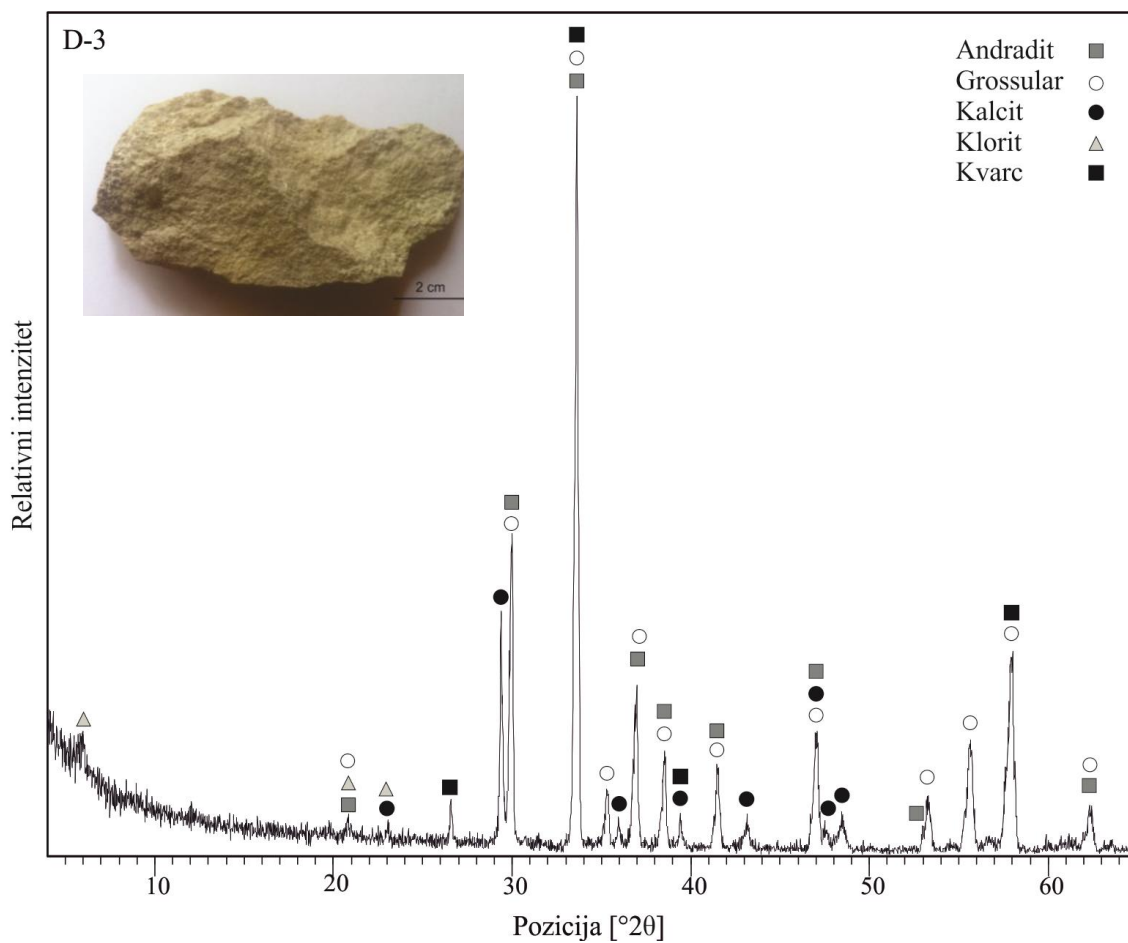 D-3
2 cm
Andradit
Grossular
Kalcit
Klorit
Kvarc
Relativni intenzitet
10 20 30 40 50 60
Pozicija [°2θ]